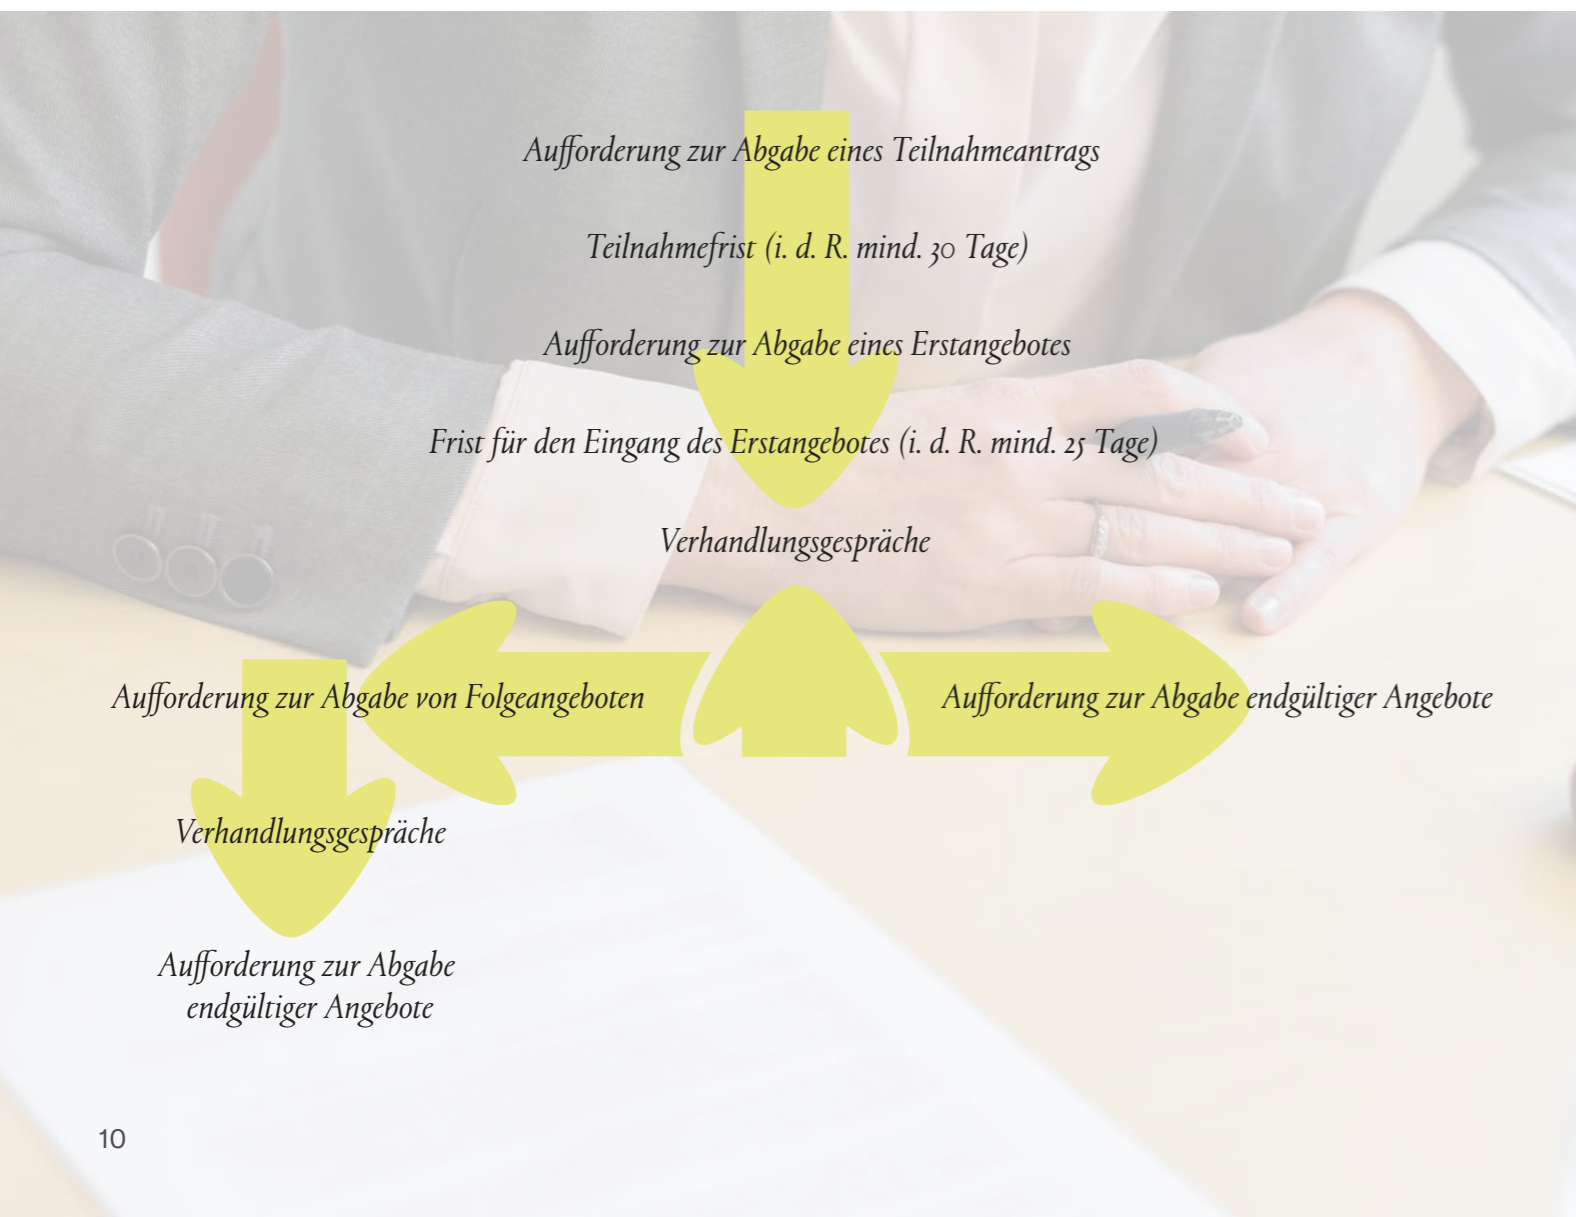 Aufforderung zur Abgabe eines Teilnahmeantrags
Teilnahmefrist (i. d. R. mind. 30 Tage)
Aufforderung zur Abgabe eines Erstangebotes
Frist für den Eingang des Erstangebotes (i. d. R. mind. 25 Tage)
Verhandlungsgespräche
Aufforderung zur Abgabe von Folgeangeboten
Aufforderung zur Abgabe endgültiger Angebote
Verhandlungsgespräche
Aufforderung zur Abgabe
endgültiger Angebote
10